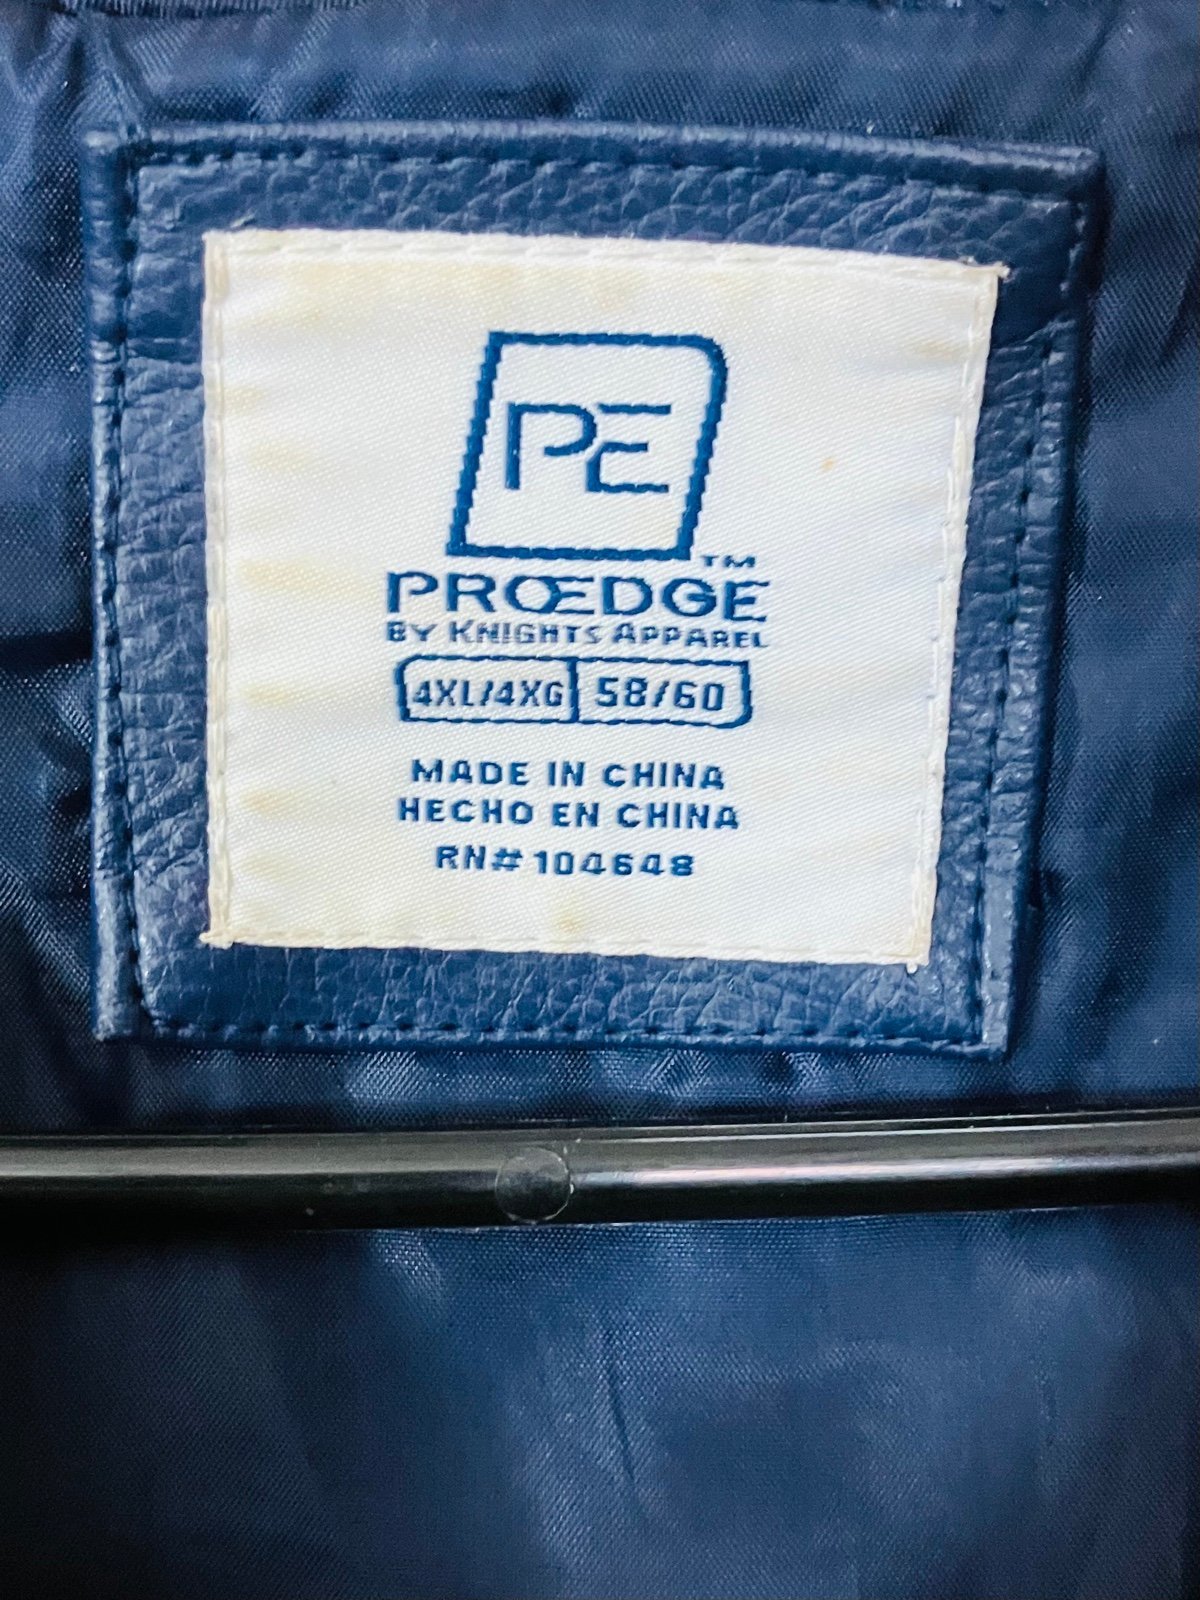 PE
TM
PROEDGE
BY KNIGHTS APPAREL
4XL/4XG 58/60
MADE IN CHINA
HECHO EN CHINA
RN# 104648